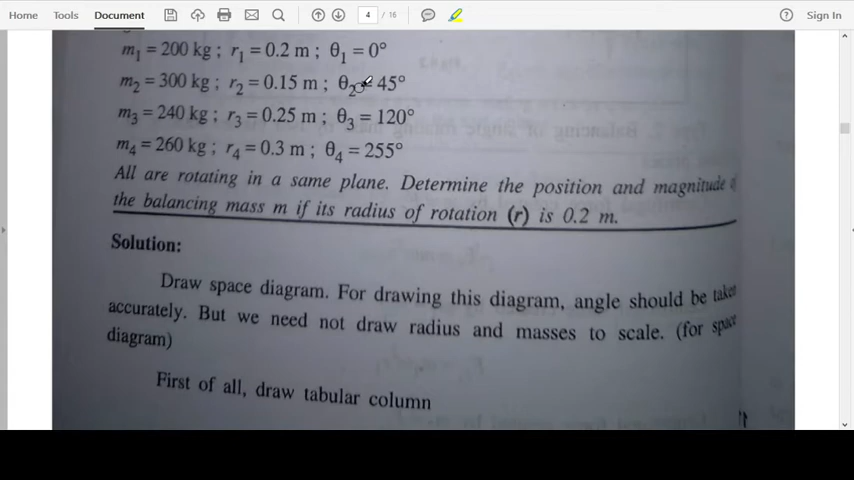 Home Tools Document 4 / 16 Sign In
m₁ = 200 kg ; r₁ = 0.2 m ; θ₁ = 0°
m₂ = 300 kg ; r₂ = 0.15 m ; θ₂ = 45°
m₃ = 240 kg ; r₃ = 0.25 m ; θ₃ = 120°
m₄ = 260 kg ; r₄ = 0.3 m ; θ₄ = 255°
All are rotating in a same plane. Determine the position and magnitude
the balancing mass m if its radius of rotation (r) is 0.2 m.
Solution:
Draw space diagram. For drawing this diagram, angle should be taken
accurately. But we need not draw radius and masses to scale. (for space
diagram)
First of all, draw tabular column